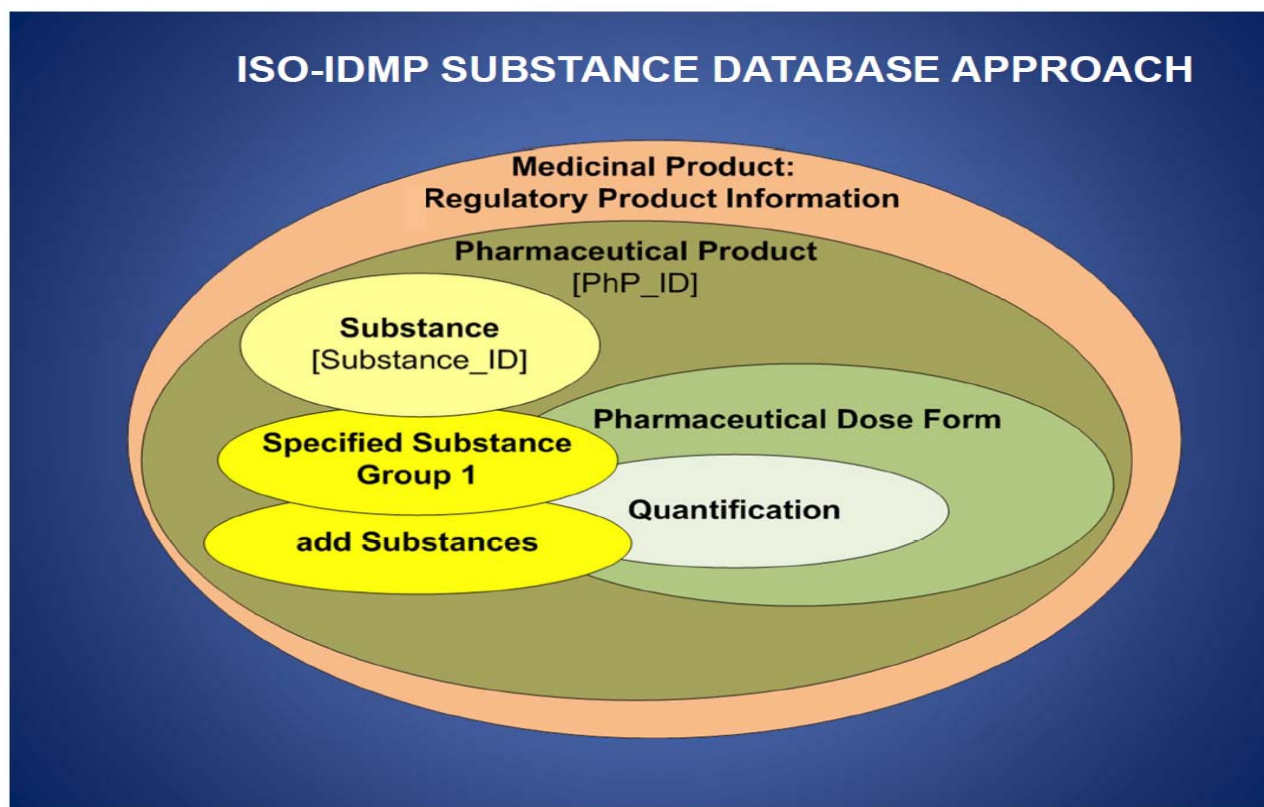 ISO-IDMP SUBSTANCE DATABASE APPROACH
Medicinal Product:
Regulatory Product Information
Pharmaceutical Product
[PhP_ID]
Substance
[Substance_ID]
Pharmaceutical Dose Form
Specified Substance
Group 1
Quantification
add Substances